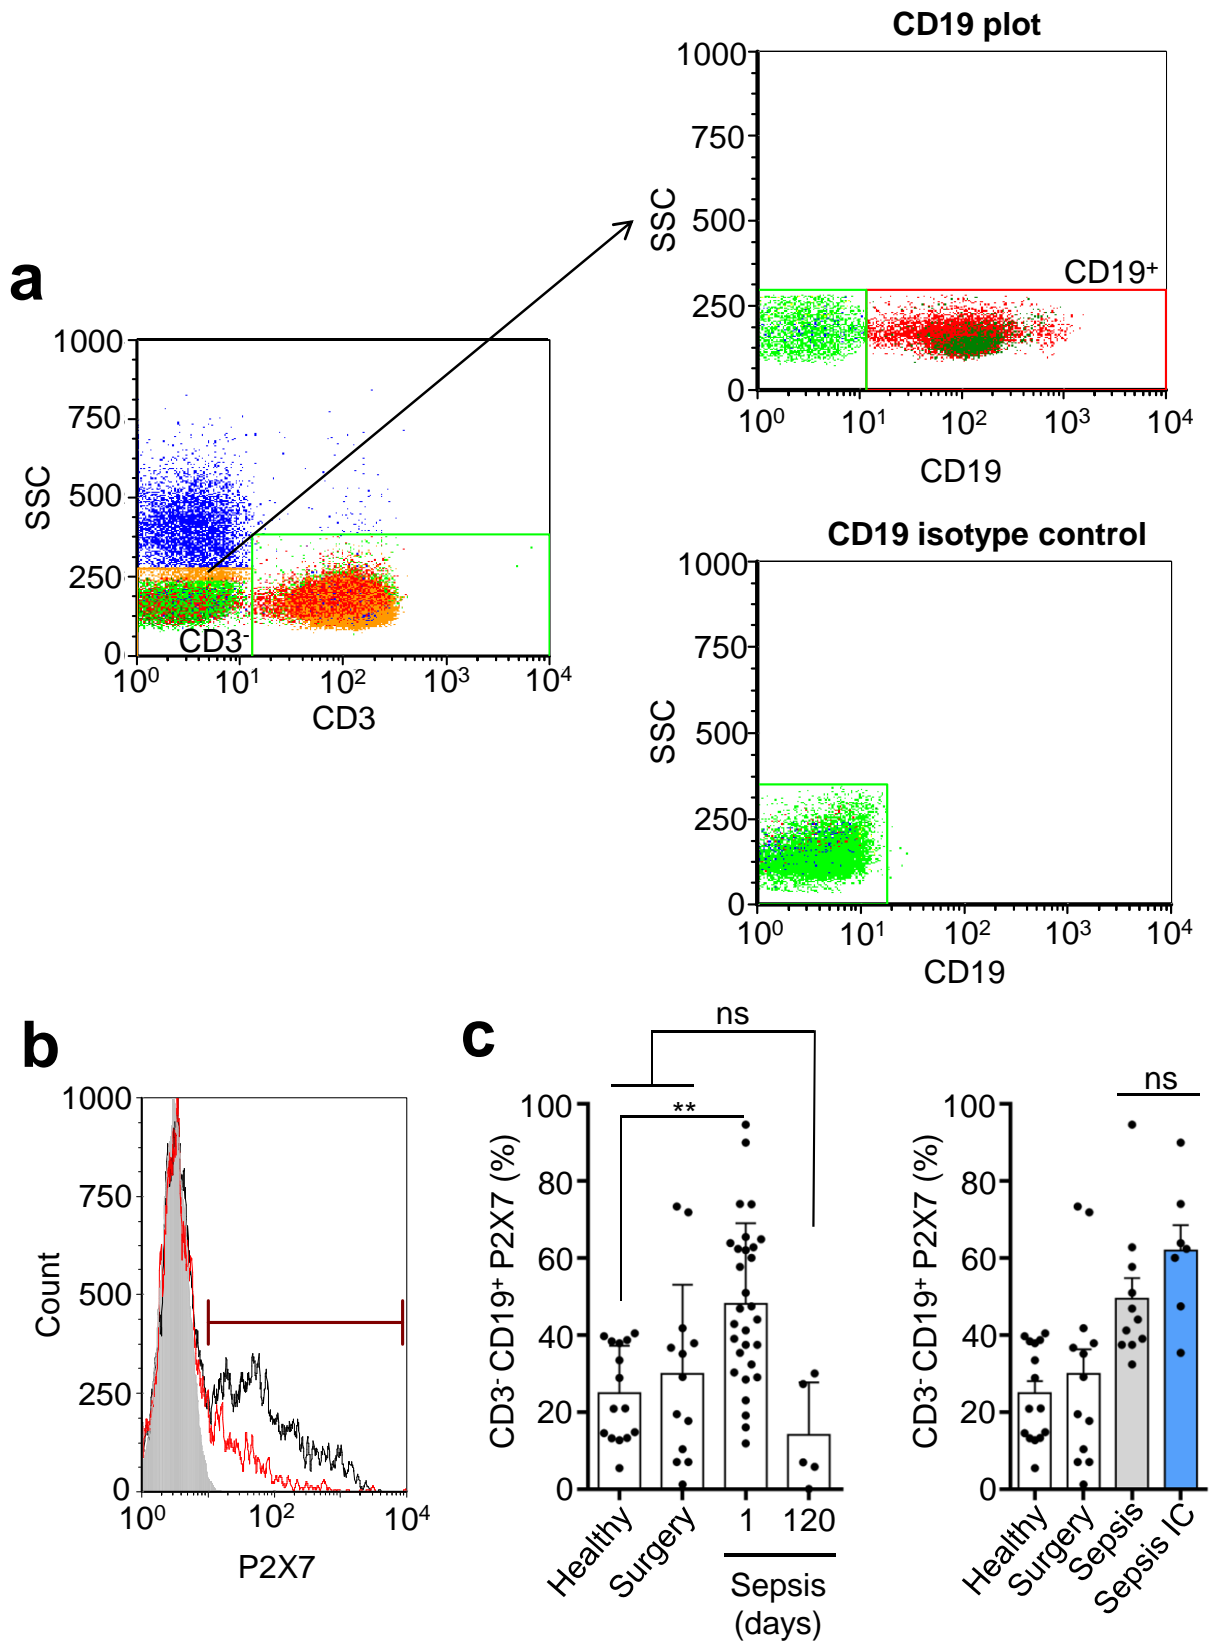 a
CD19 plot
1000
750
500
250
0
SSC
CD19⁺
10⁰ 10¹ 10² 10³ 10⁴
CD19
1000
750
500
250
0
SSC
CD3⁻
10⁰ 10¹ 10² 10³ 10⁴
CD3
CD19 isotype control
1000
750
500
250
0
SSC
10⁰ 10¹ 10² 10³ 10⁴
CD19
b
1000
750
500
250
0
Count
10⁰ 10² 10⁴
P2X7
c
ns
**
100
80
60
40
20
0
CD3⁻ CD19⁺ P2X7 (%)
Healthy Surgery 1 120
Sepsis
(days)
ns
100
80
60
40
20
0
CD3⁻ CD19⁺ P2X7 (%)
Healthy Surgery Sepsis Sepsis IC